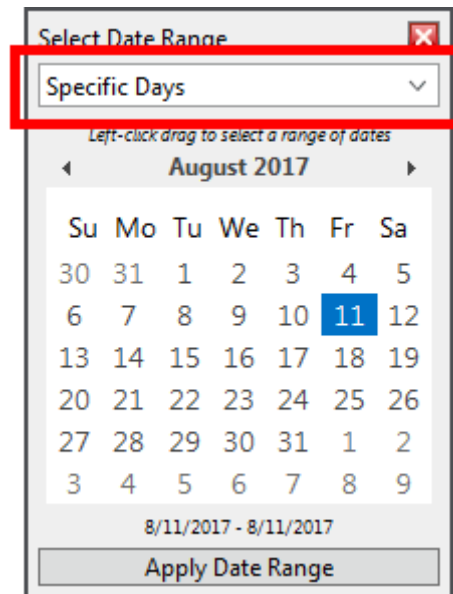 Select Date Range
Specific Days
Left-click drag to select a range of dates
August 2017
Su Mo Tu We Th Fr Sa
30 31 1 2 3 4 5
6 7 8 9 10 11 12
13 14 15 16 17 18 19
20 21 22 23 24 25 26
27 28 29 30 31 1 2
3 4 5 6 7 8 9
8/11/2017 - 8/11/2017
Apply Date Range